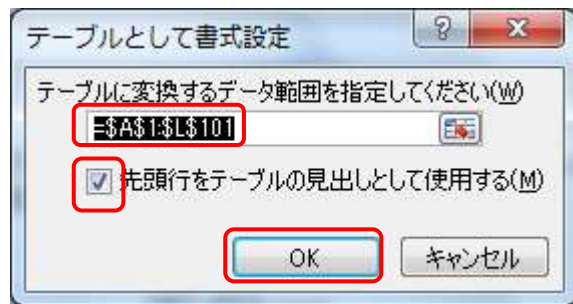 テーブルとして書式設定
テーブルに変換するデータ範囲を指定してください(W)
=$A$1:$L$101
先頭行をテーブルの見出しとして使用する(M)
OK キャンセル